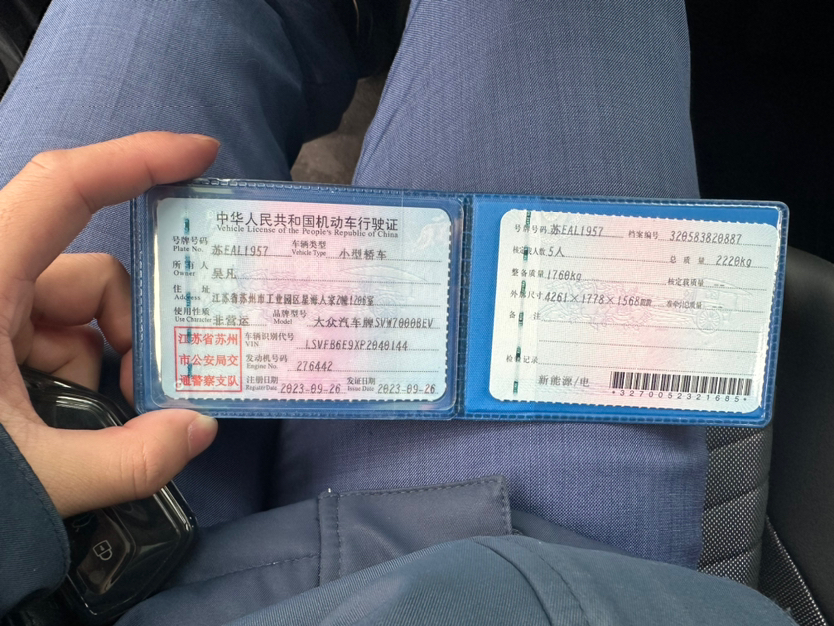 中华人民共和国机动车行驶证
Vehicle License of the People's Republic of China
号牌号码 苏EAL1957 车辆类型 小型轿车
Plate No. Vehicle Type
所有人 吴凡
Owner
住址 江苏省苏州市工业园区星海人家2幢1206室
Address
使用性质 非营运 品牌型号 大众汽车牌SVW7000BEV
Use Character Model
江苏省苏州
市公安局交
通警察支队
车辆识别代号 LSVFB6E9XP2040144
VIN
发动机号码 276442
Engine No.
注册日期 2023-09-26 发证日期 2023-09-26
Register Date Issue Date
号牌号码 苏EAL1957 档案编号 320583820887
核定载人数 5人 总质量 2220kg
整备质量 1760kg 核定载质量
外廓尺寸 4261×1778×1568mm 准牵引总质量
备注
检验记录
新能源/电
*3270052321685*